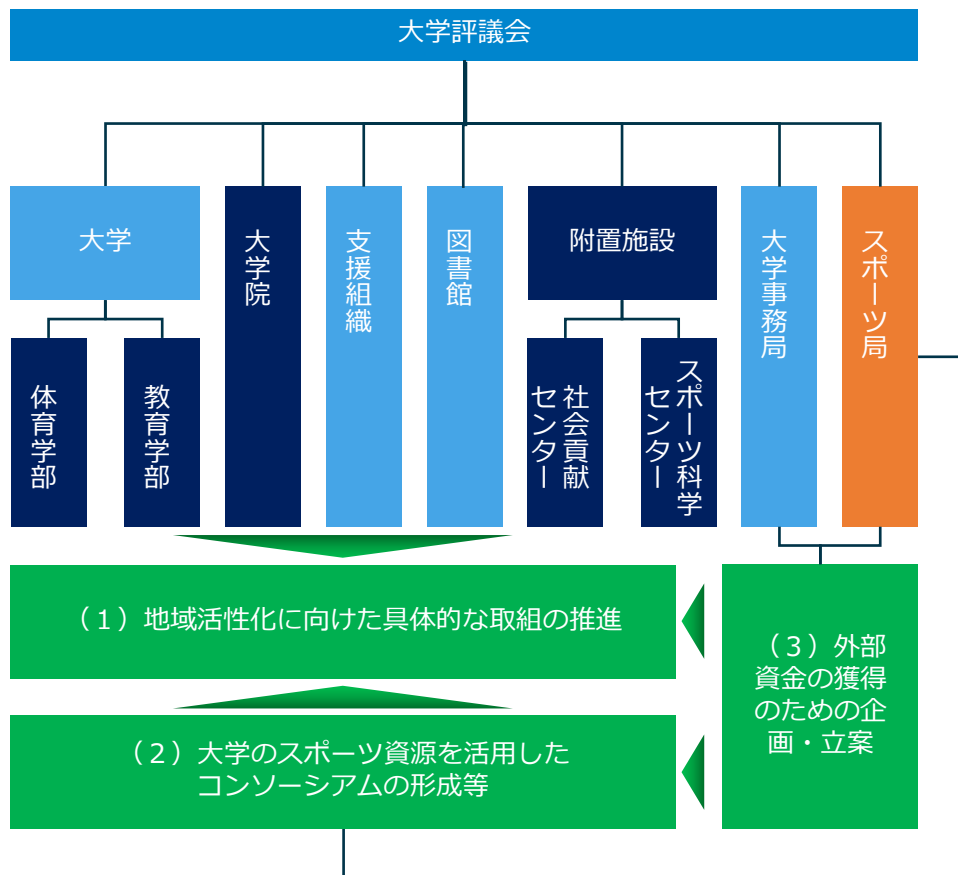 大学評議会
大学
大学院
支援組織
図書館
附置施設
大学事務局
スポーツ局
体育学部
教育学部
社会貢献
センター
スポーツ科学
センター
（１）地域活性化に向けた具体的な取組の推進
（２）大学のスポーツ資源を活用した
コンソーシアムの形成等
（３）外部
資金の獲得
のための企
画・立案